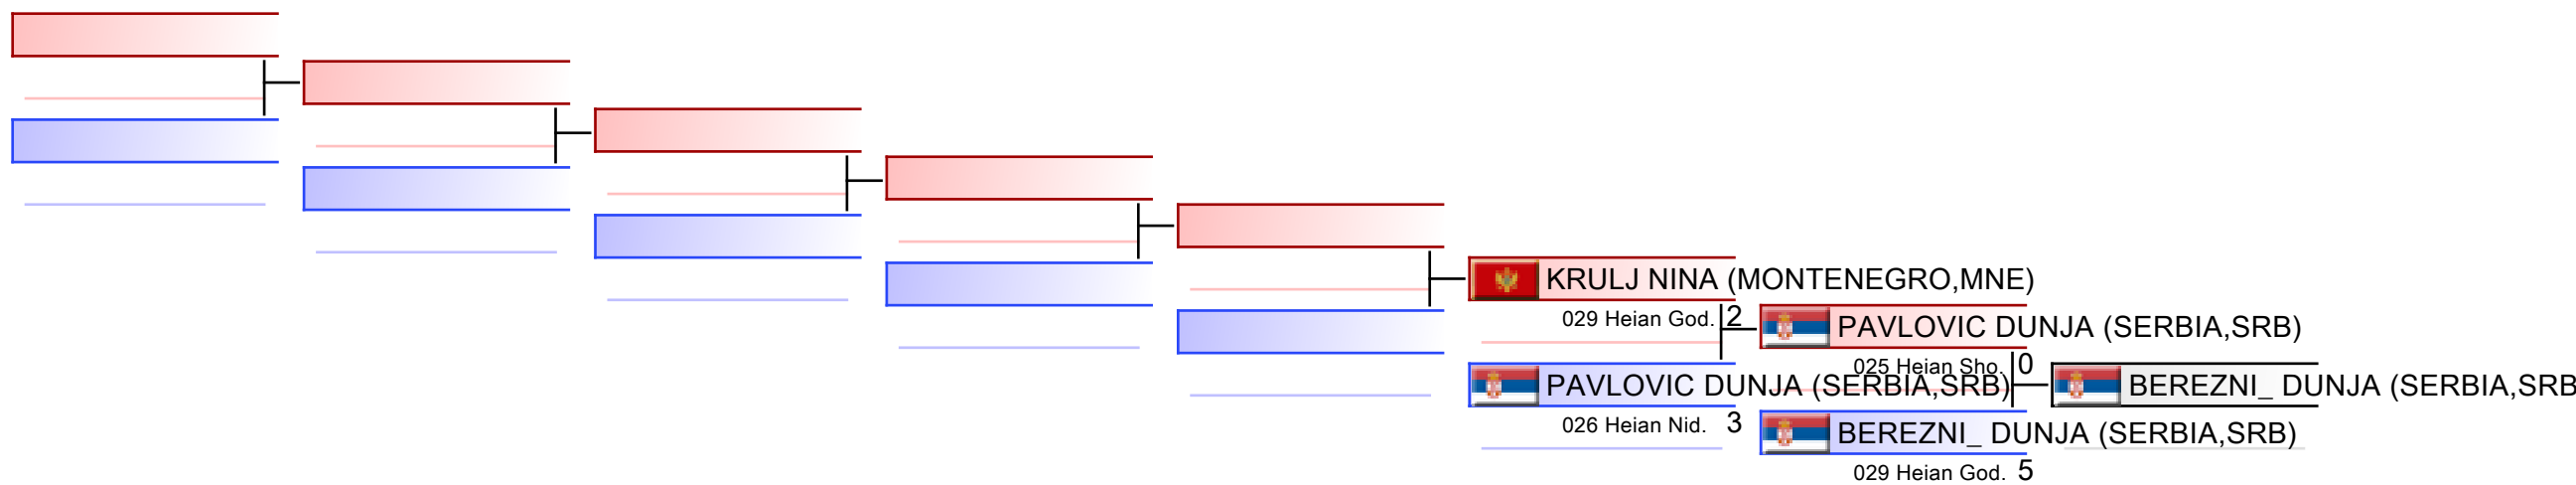 KRULJ NINA (MONTENEGRO,MNE)
029 Heian God. 2
PAVLOVIC DUNJA (SERBIA,SRB)
026 Heian Nid. 3
PAVLOVIC DUNJA (SERBIA,SRB)
025 Heian Sho. 0
BEREZNI_ DUNJA (SERBIA,SRB)
029 Heian God. 5
BEREZNI_ DUNJA (SERBIA,SRB